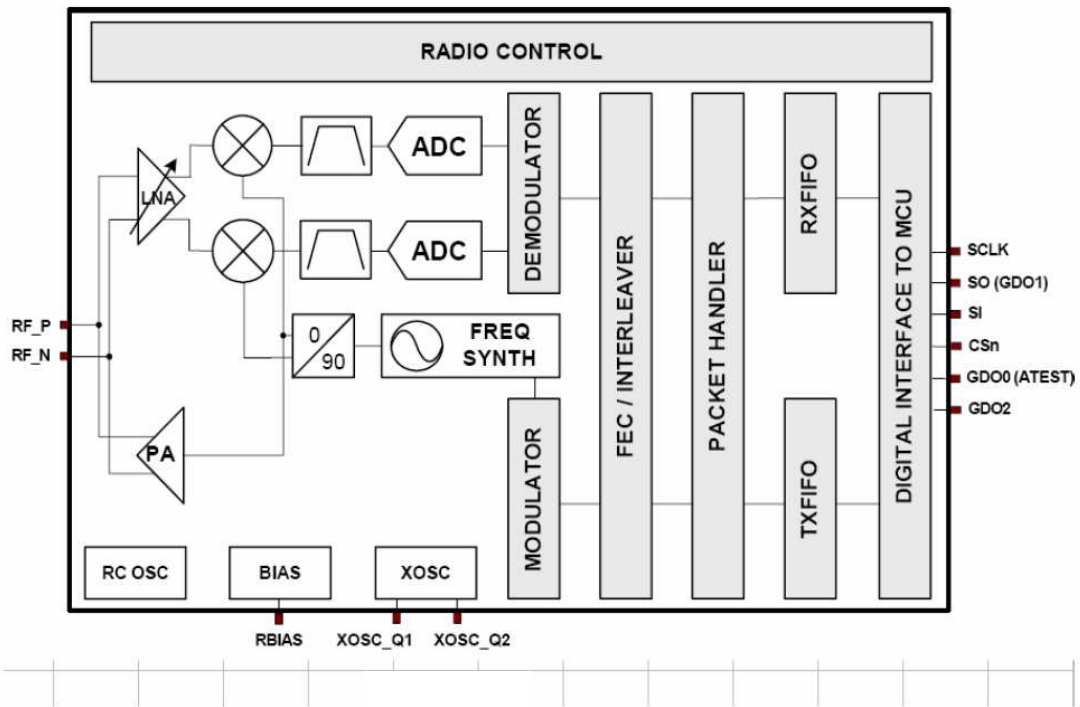 RADIO CONTROL
LNA
ADC
ADC
DEMODULATOR
FEC / INTERLEAVER
PACKET HANDLER
RXFIFO
DIGITAL INTERFACE TO MCU
SCLK
SO (GDO1)
SI
CSn
GDO0 (ATEST)
GDO2
RF_P
RF_N
0
90
FREQ
SYNTH
PA
MODULATOR
TXFIFO
RC OSC
BIAS
XOSC
RBIAS
XOSC_Q1
XOSC_Q2